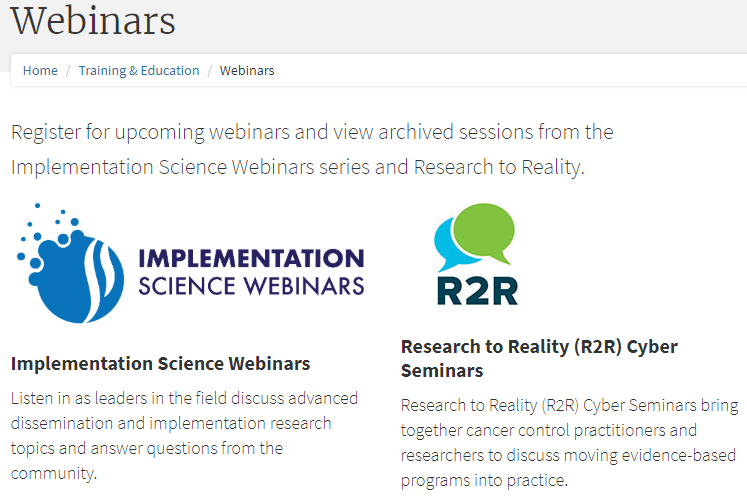 Webinars
Home / Training & Education / Webinars
Register for upcoming webinars and view archived sessions from the
Implementation Science Webinars series and Research to Reality.
IMPLEMENTATION
SCIENCE WEBINARS
Implementation Science Webinars
Listen in as leaders in the field discuss advanced
dissemination and implementation research
topics and answer questions from the
community.
R2R
Research to Reality (R2R) Cyber
Seminars
Research to Reality (R2R) Cyber Seminars bring
together cancer control practitioners and
researchers to discuss moving evidence-based
programs into practice.